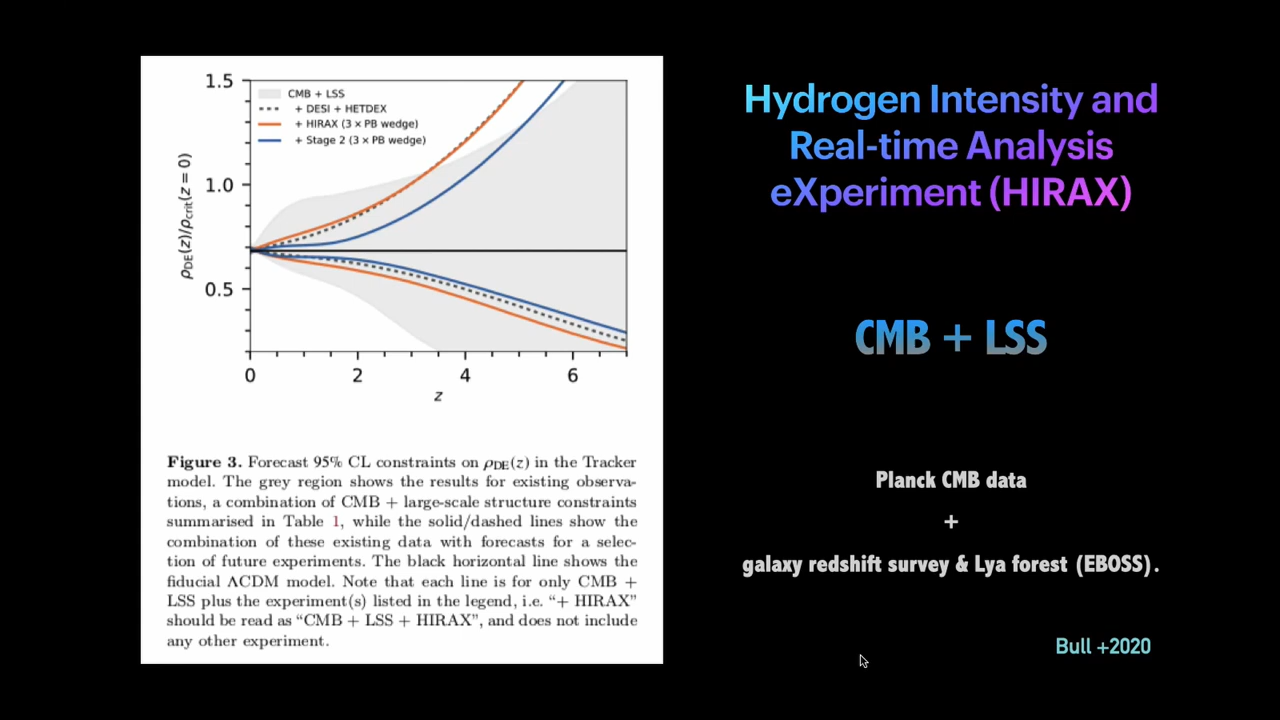 1.5
1.0
0.5
ρDE(z)/ρcrit(z = 0)
CMB + LSS
+ DESI + HETDEX
+ HIRAX (3 × PB wedge)
+ Stage 2 (3 × PB wedge)
0 2 4 6
z
Figure 3. Forecast 95% CL constraints on ρDE(z) in the Tracker
model. The grey region shows the results for existing observa-
tions, a combination of CMB + large-scale structure constraints
summarised in Table 1, while the solid/dashed lines show the
combination of these existing data with forecasts for a selec-
tion of future experiments. The black horizontal line shows the
fiducial ΛCDM model. Note that each line is for only CMB +
LSS plus the experiment(s) listed in the legend, i.e. “+ HIRAX”
should be read as “CMB + LSS + HIRAX”, and does not include
any other experiment.
Hydrogen Intensity and
Real-time Analysis
eXperiment (HIRAX)
CMB + LSS
Planck CMB data
+
galaxy redshift survey & Lya forest (EBOSS).
Bull +2020